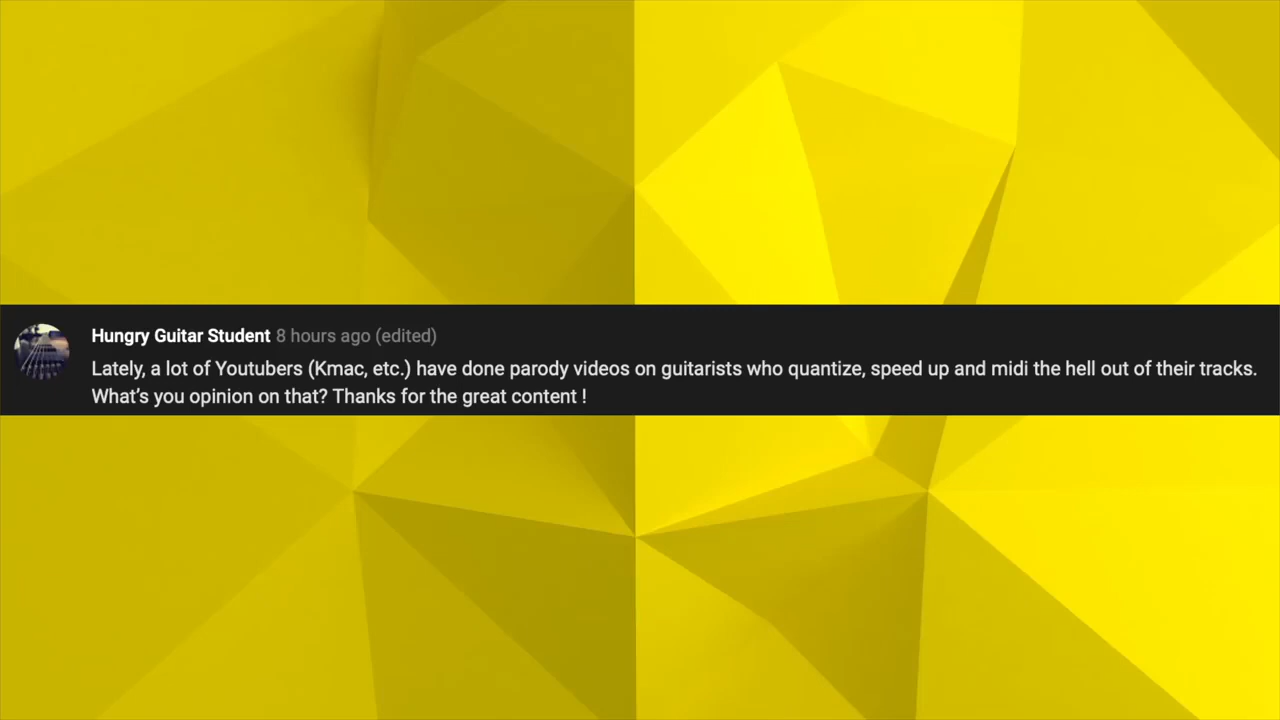 Hungry Guitar Student 8 hours ago (edited)
Lately, a lot of Youtubers (Kmac, etc.) have done parody videos on guitarists who quantize, speed up and midi the hell out of their tracks.
What's you opinion on that? Thanks for the great content !